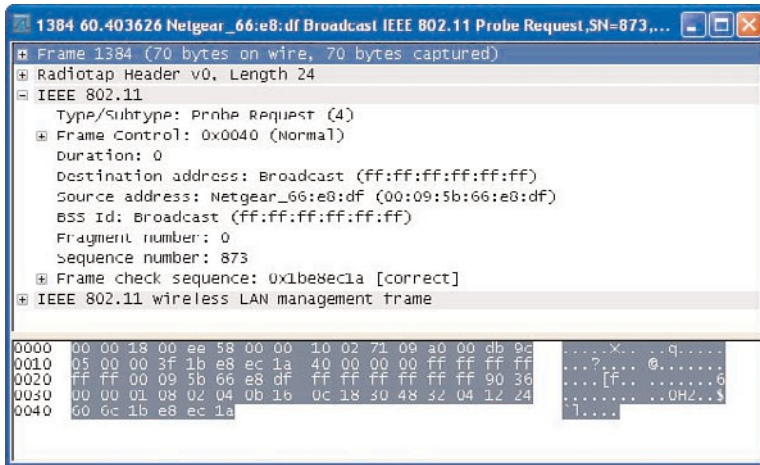 1384 60.403626 Netgear_66:e8:df Broadcast IEEE 802.11 Probe Request,SN=873,...
Frame 1384 (70 bytes on wire, 70 bytes captured)
Radiotap Header v0, Length 24
IEEE 802.11
Type/Subtype: Probe Request (4)
Frame Control: 0x0040 (Normal)
Duration: 0
Destination address: Broadcast (ff:ff:ff:ff:ff:ff)
Source address: Netgear_66:e8:df (00:09:5b:66:e8:df)
BSS Id: Broadcast (ff:ff:ff:ff:ff:ff)
Fragment number: 0
Sequence number: 873
Frame check sequence: 0x1be8ec1a [correct]
IEEE 802.11 wireless LAN management frame
0000 00 00 18 00 ee 58 00 00 10 02 71 09 a0 00 db 9c .....X.. ..q.....
0010 05 00 00 3f 1b e8 ec 1a 40 00 00 00 ff ff ff ff ...?.... @.......
0020 ff ff 00 09 5b 66 e8 df ff ff ff ff ff ff 90 36 ....[f.. .......6
0030 00 00 01 08 02 04 0b 16 0c 18 30 48 32 04 12 24 ........ ..0H2..$
0040 60 6c 1b e8 ec 1a `l....